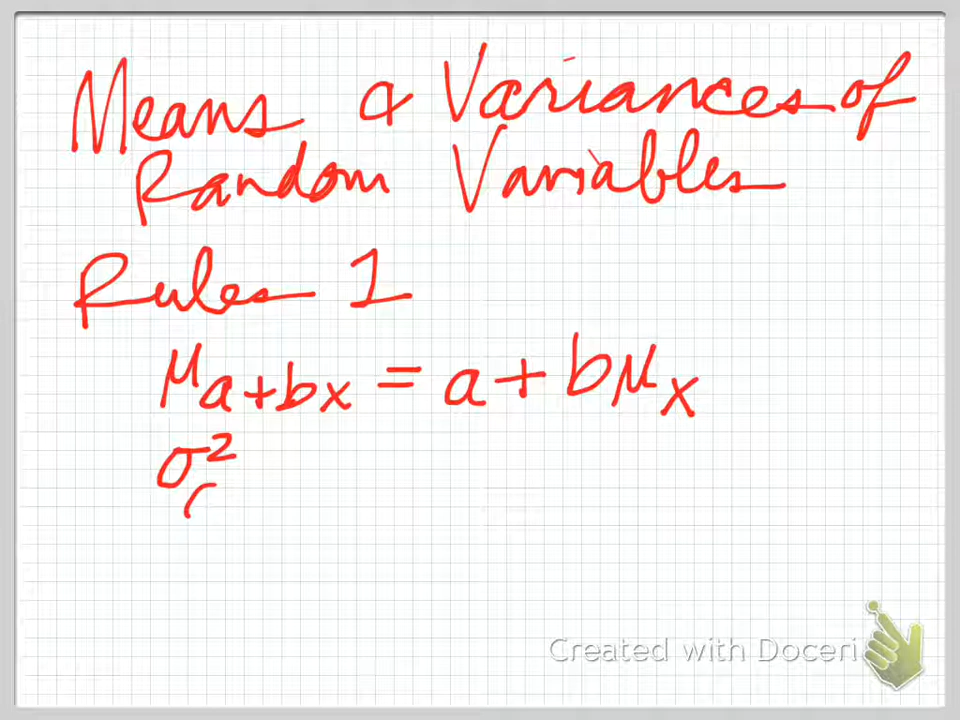 Means & Variances of
Random Variables
Rules 1
μa+bx = a + bμx
σ²
Created with Doceri